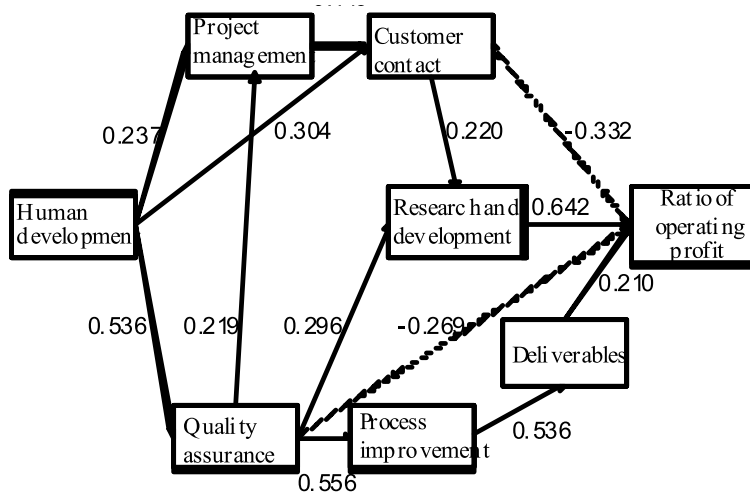 Project
managemen
Customer
contact
0.237
0.304
0.220
-0.332
Human
developmen
Research and
development
0.642
Ratio of
operating
profit
0.210
0.536
0.219
0.296
-0.269
Deliverables
Quality
assurance
Process
improvement
0.536
0.556